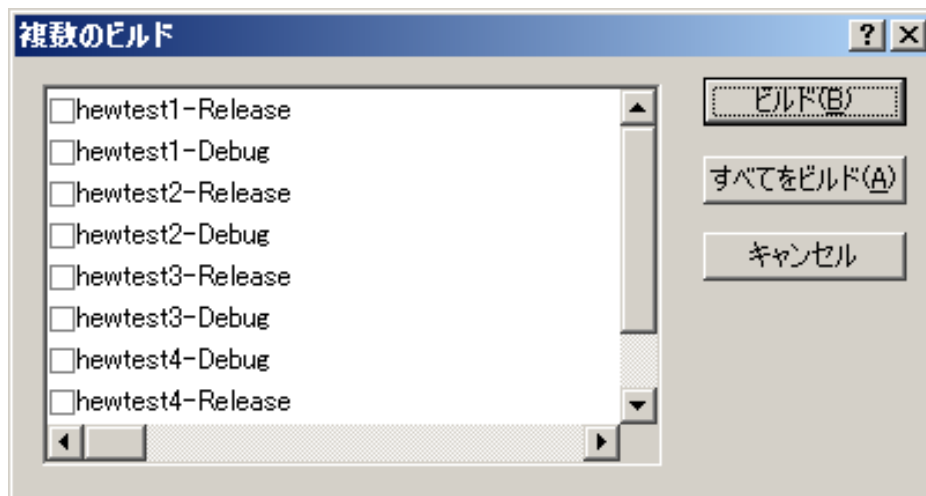 複数のビルド
hewtest1-Release
hewtest1-Debug
hewtest2-Release
hewtest2-Debug
hewtest3-Release
hewtest3-Debug
hewtest4-Debug
hewtest4-Release
ビルド(B)
すべてをビルド(A)
キャンセル